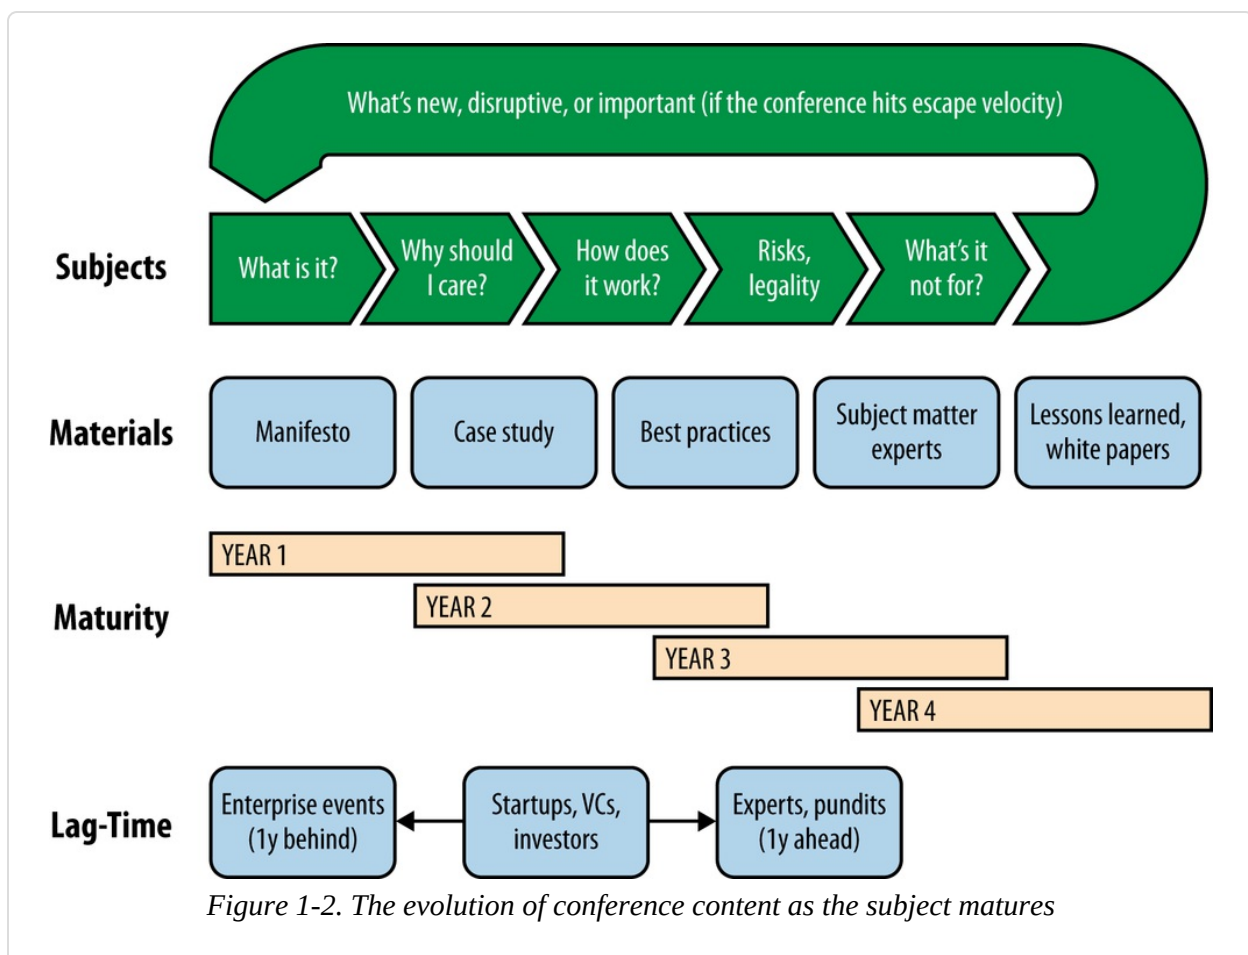 What's new, disruptive, or important (if the conference hits escape velocity)
Subjects
What is it?
Why should
I care?
How does
it work?
Risks,
legality
What's it
not for?
Materials
Manifesto
Case study
Best practices
Subject matter
experts
Lessons learned,
white papers
Maturity
YEAR 1
YEAR 2
YEAR 3
YEAR 4
Lag-Time
Enterprise events
(1y behind)
Startups, VCs,
investors
Experts, pundits
(1y ahead)
Figure 1-2. The evolution of conference content as the subject matures